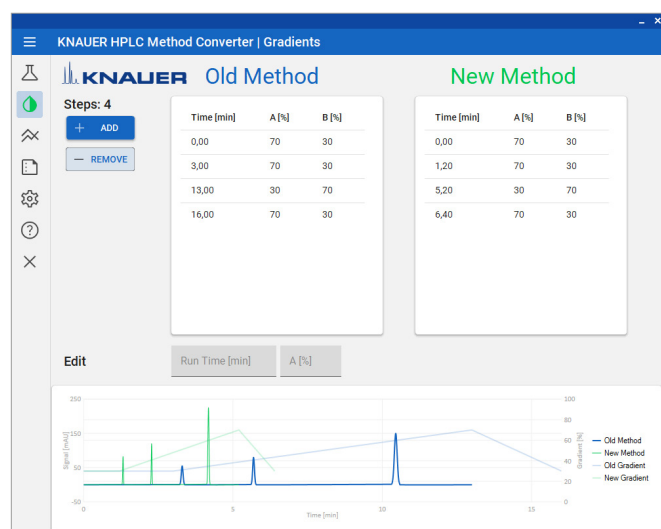 KNAUER HPLC Method Converter | Gradients
KNAUER Old Method New Method
Steps: 4
+ ADD
— REMOVE
Time [min] A [%] B [%]
0,00 70 30
3,00 70 30
13,00 30 70
16,00 70 30
Time [min] A [%] B [%]
0,00 70 30
1,20 70 30
5,20 30 70
6,40 70 30
Edit
Run Time [min] A [%]
250
150
50
-50
Signal [mAU]
0 5 10 15
Time [min]
100
80
60
40
20
0
Gradient [%]
Old Method
New Method
Old Gradient
New Gradient